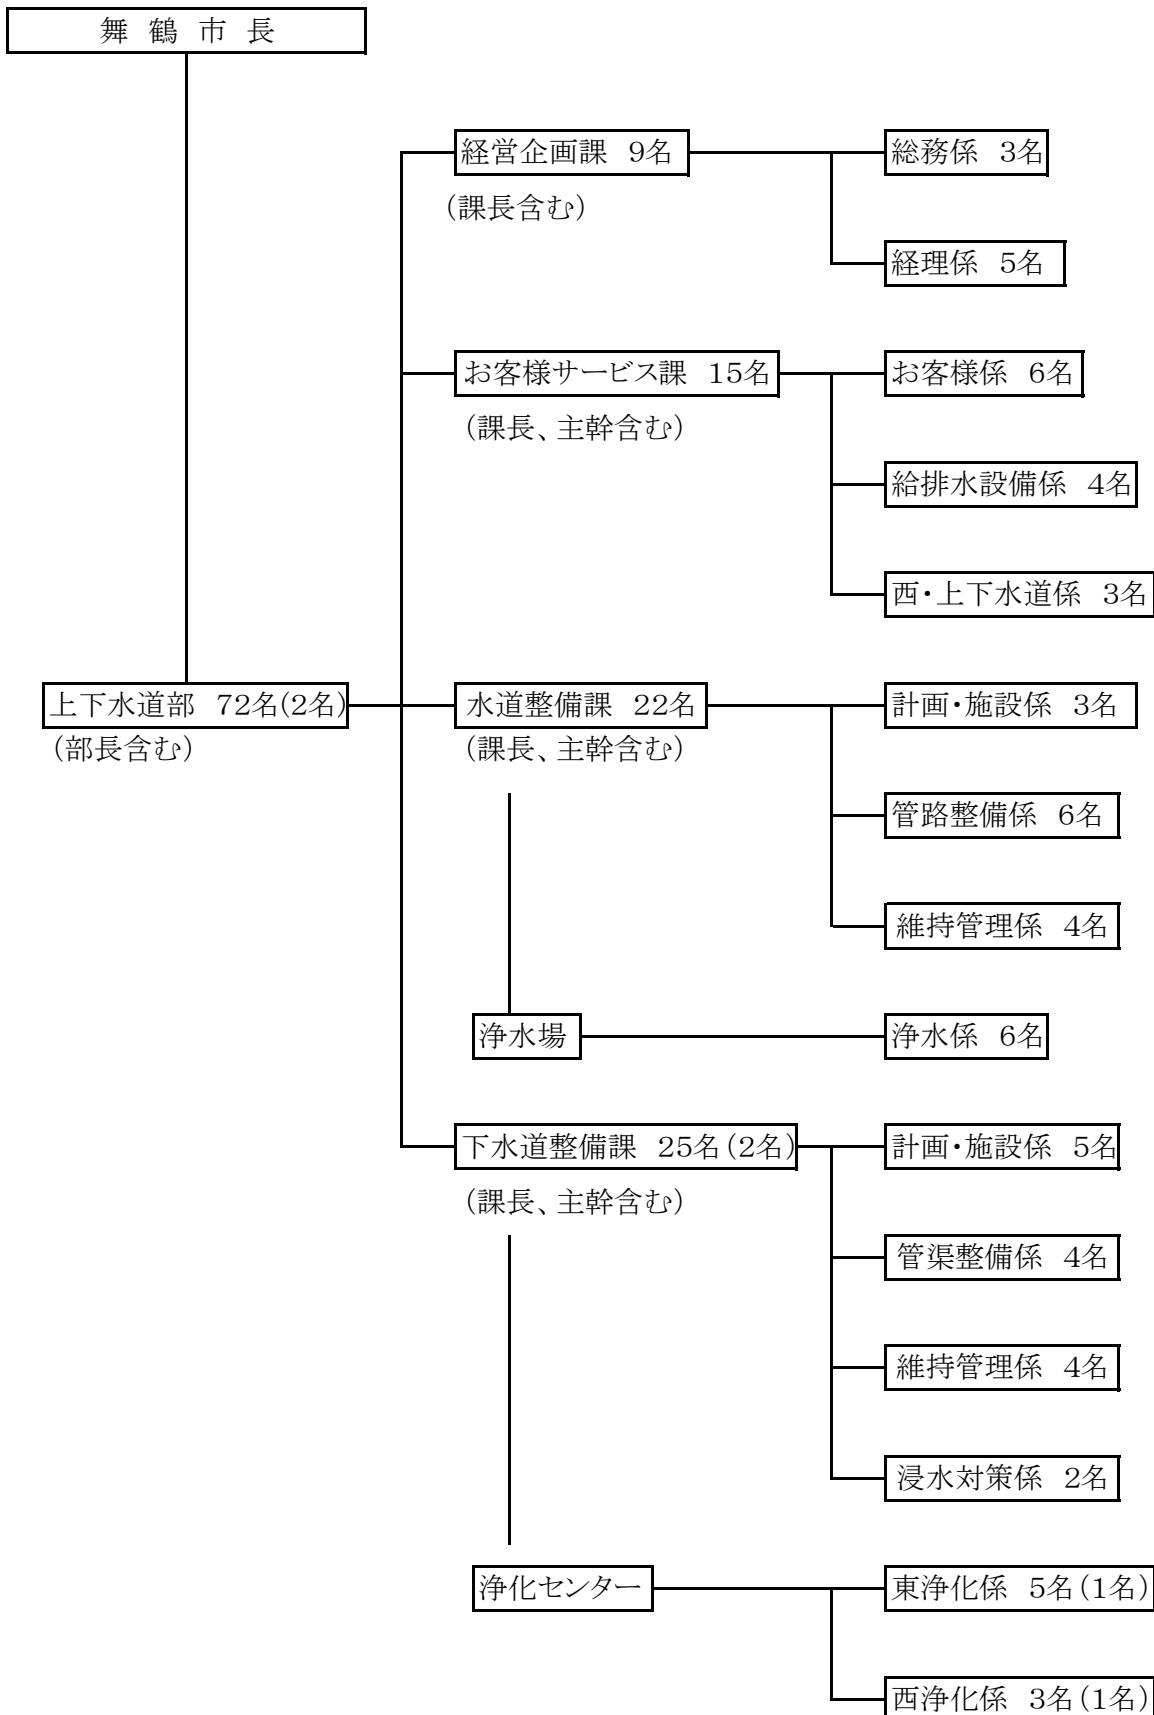 舞鶴市長
経営企画課 9名
総務係 3名
(課長含む)
経理係 5名
お客様サービス課 15名
お客様係 6名
(課長、主幹含む)
給排水設備係 4名
西・上下水道係 3名
上下水道部 72名(2名)
(部長含む)
水道整備課 22名
(課長、主幹含む)
計画・施設係 3名
管路整備係 6名
維持管理係 4名
浄水場
浄水係 6名
下水道整備課 25名(2名)
(課長、主幹含む)
計画・施設係 5名
管渠整備係 4名
維持管理係 4名
浸水対策係 2名
浄化センター
東浄化係 5名(1名)
西浄化係 3名(1名)